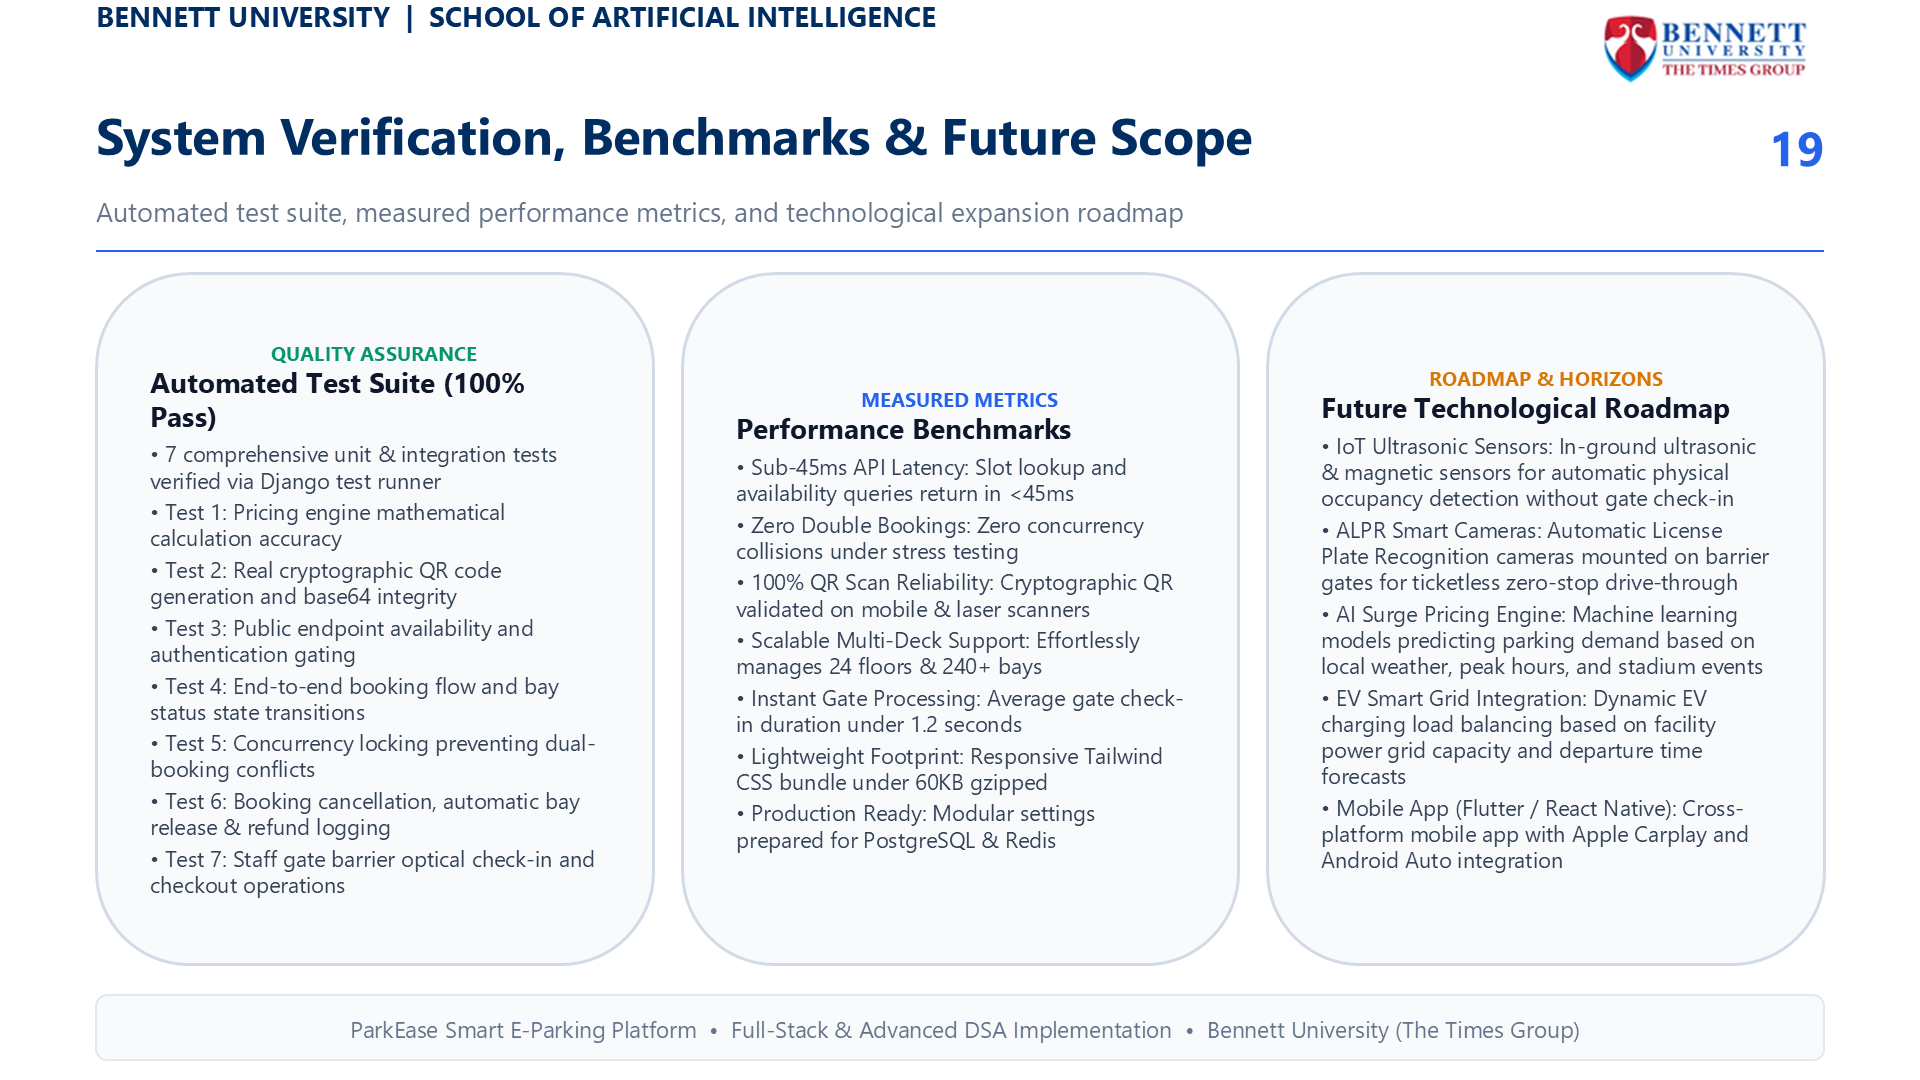 BENNETT UNIVERSITY | SCHOOL OF ARTIFICIAL INTELLIGENCE
BENNETT
UNIVERSITY
THE TIMES GROUP
System Verification, Benchmarks & Future Scope
19
Automated test suite, measured performance metrics, and technological expansion roadmap
QUALITY ASSURANCE
Automated Test Suite (100%
Pass)
• 7 comprehensive unit & integration tests
verified via Django test runner
• Test 1: Pricing engine mathematical
calculation accuracy
• Test 2: Real cryptographic QR code
generation and base64 integrity
• Test 3: Public endpoint availability and
authentication gating
• Test 4: End-to-end booking flow and bay
status state transitions
• Test 5: Concurrency locking preventing dual-
booking conflicts
• Test 6: Booking cancellation, automatic bay
release & refund logging
• Test 7: Staff gate barrier optical check-in and
checkout operations
MEASURED METRICS
Performance Benchmarks
• Sub-45ms API Latency: Slot lookup and
availability queries return in <45ms
• Zero Double Bookings: Zero concurrency
collisions under stress testing
• 100% QR Scan Reliability: Cryptographic QR
validated on mobile & laser scanners
• Scalable Multi-Deck Support: Effortlessly
manages 24 floors & 240+ bays
• Instant Gate Processing: Average gate check-
in duration under 1.2 seconds
• Lightweight Footprint: Responsive Tailwind
CSS bundle under 60KB gzipped
• Production Ready: Modular settings
prepared for PostgreSQL & Redis
ROADMAP & HORIZONS
Future Technological Roadmap
• IoT Ultrasonic Sensors: In-ground ultrasonic
& magnetic sensors for automatic physical
occupancy detection without gate check-in
• ALPR Smart Cameras: Automatic License
Plate Recognition cameras mounted on barrier
gates for ticketless zero-stop drive-through
• AI Surge Pricing Engine: Machine learning
models predicting parking demand based on
local weather, peak hours, and stadium events
• EV Smart Grid Integration: Dynamic EV
charging load balancing based on facility
power grid capacity and departure time
forecasts
• Mobile App (Flutter / React Native): Cross-
platform mobile app with Apple Carplay and
Android Auto integration
ParkEase Smart E-Parking Platform • Full-Stack & Advanced DSA Implementation • Bennett University (The Times Group)